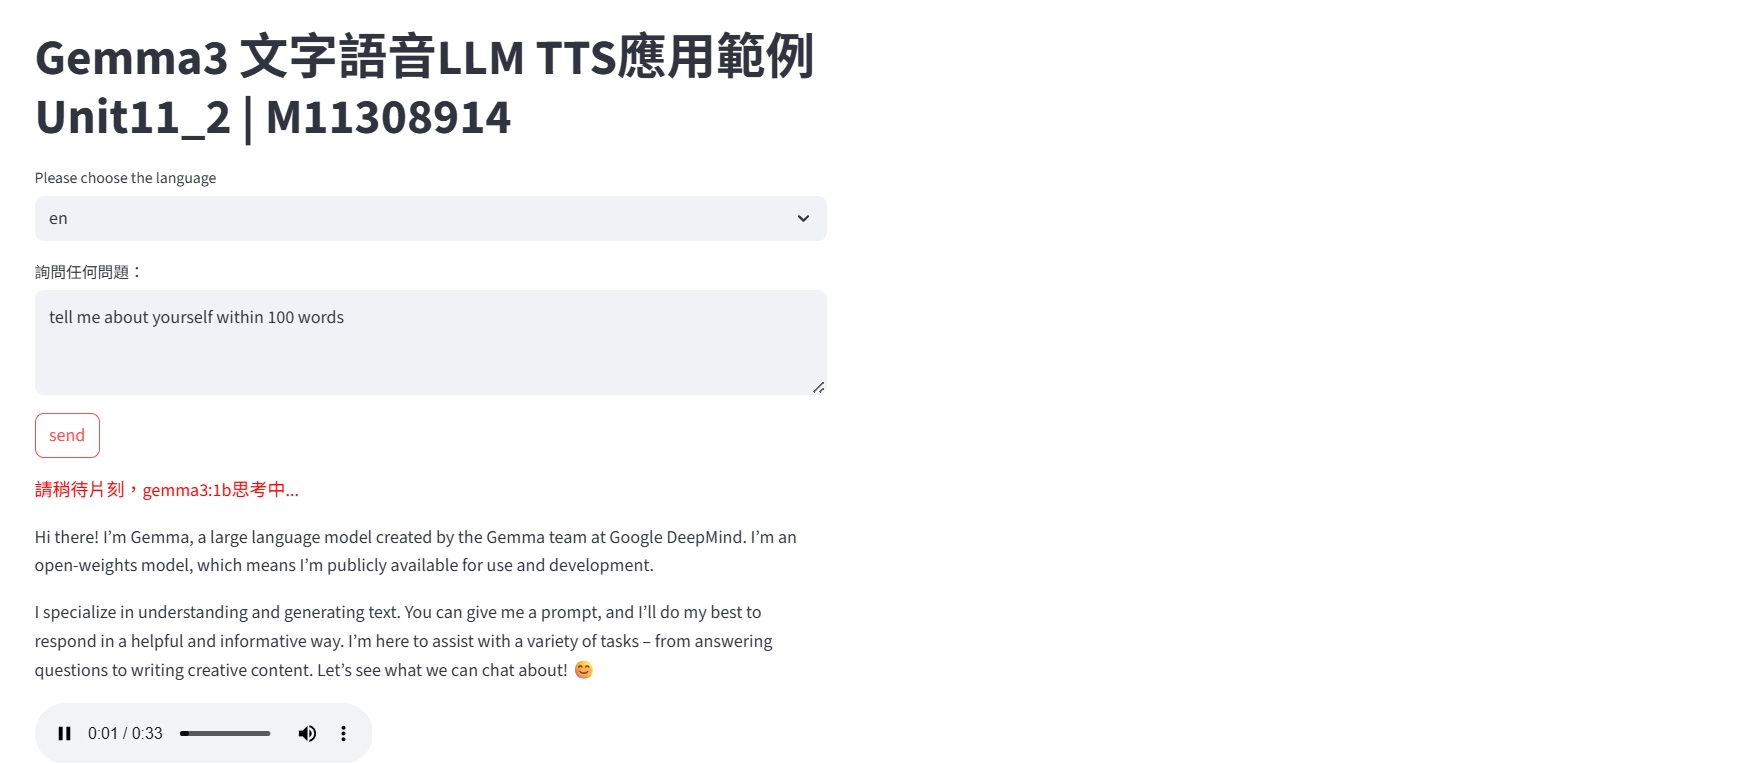 Gemma3 文字語音LLM TTS應用範例
Unit11_2 | M11308914
Please choose the language
en
詢問任何問題：
tell me about yourself within 100 words
send
請稍待片刻，gemma3:1b思考中...
Hi there! I’m Gemma, a large language model created by the Gemma team at Google DeepMind. I’m an
open-weights model, which means I’m publicly available for use and development.
I specialize in understanding and generating text. You can give me a prompt, and I’ll do my best to
respond in a helpful and informative way. I’m here to assist with a variety of tasks – from answering
questions to writing creative content. Let’s see what we can chat about! 😊
0:01 / 0:33